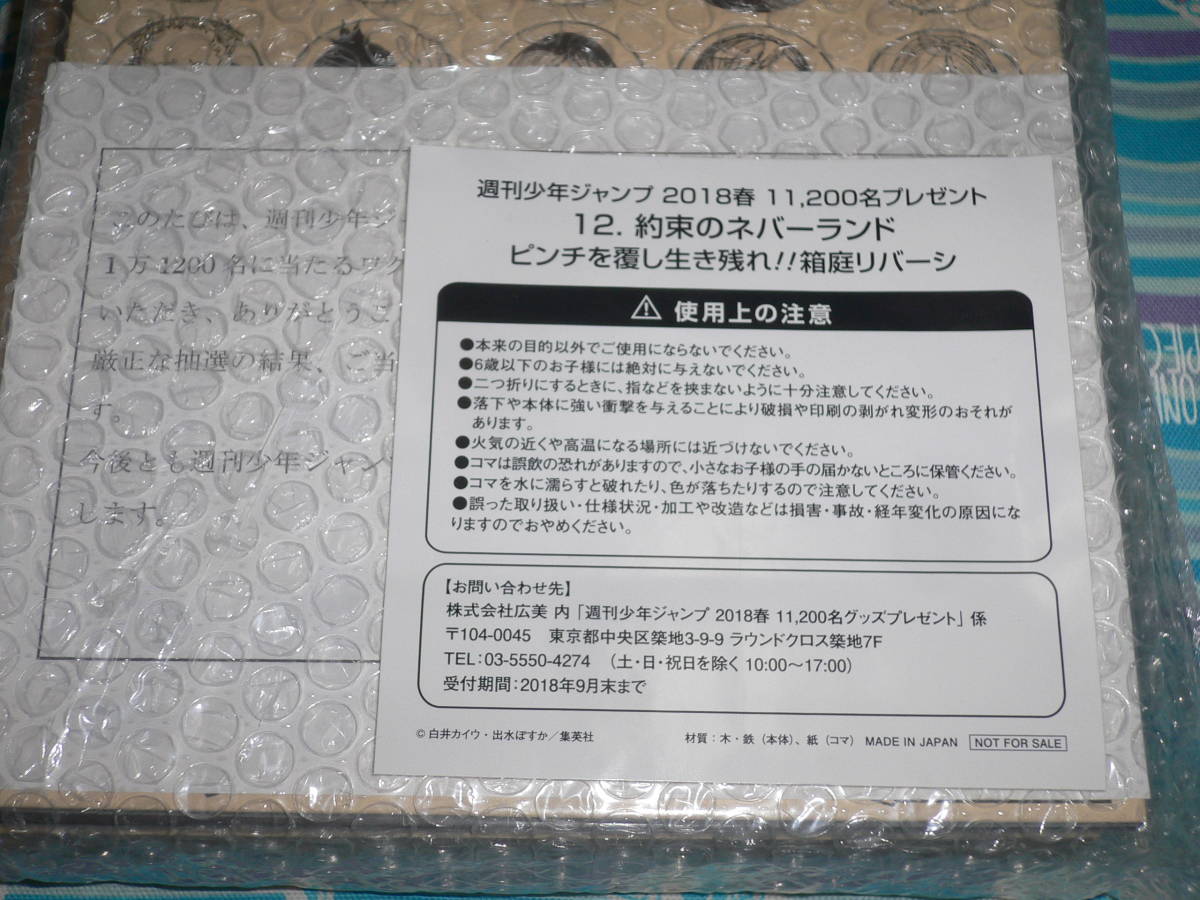 週刊少年ジャンプ 2018春 11,200名プレゼント
12. 約束のネバーランド
ピンチを覆し生き残れ!!箱庭リバーシ
⚠ 使用上の注意
●本来の目的以外でご使用にならないでください。
●6歳以下のお子様には絶対に与えないでください。
●二つ折りにするときに、指などを挟まないように十分注意してください。
●落下や本体に強い衝撃を与えることにより破損や印刷の剥がれ変形のおそれが
あります。
●火気の近くや高温になる場所には近づけないでください。
●コマは誤飲の恐れがありますので、小さなお子様の手の届かないところに保管ください。
●コマを水に濡らすと破れたり、色が落ちたりするので注意してください。
●誤った取り扱い・仕様状況・加工や改造などは損害・事故・経年変化の原因にな
りますのでおやめください。
【お問い合わせ先】
株式会社広美 内「週刊少年ジャンプ 2018春 11,200名グッズプレゼント」係
〒104-0045 東京都中央区築地3-9-9 ラウンドクロス築地7F
TEL:03-5550-4274 (土・日・祝日を除く 10:00〜17:00)
受付期間:2018年9月末まで
© 白井カイウ・出水ぽすか/集英社
材質:木・鉄(本体)、紙(コマ) MADE IN JAPAN NOT FOR SALE
このたびは、週刊少年ジ
1万1200名に当たるワク
いただき、ありがとうご
厳正な抽選の結果、ご当
す。
今後とも週刊少年ジャン
します。